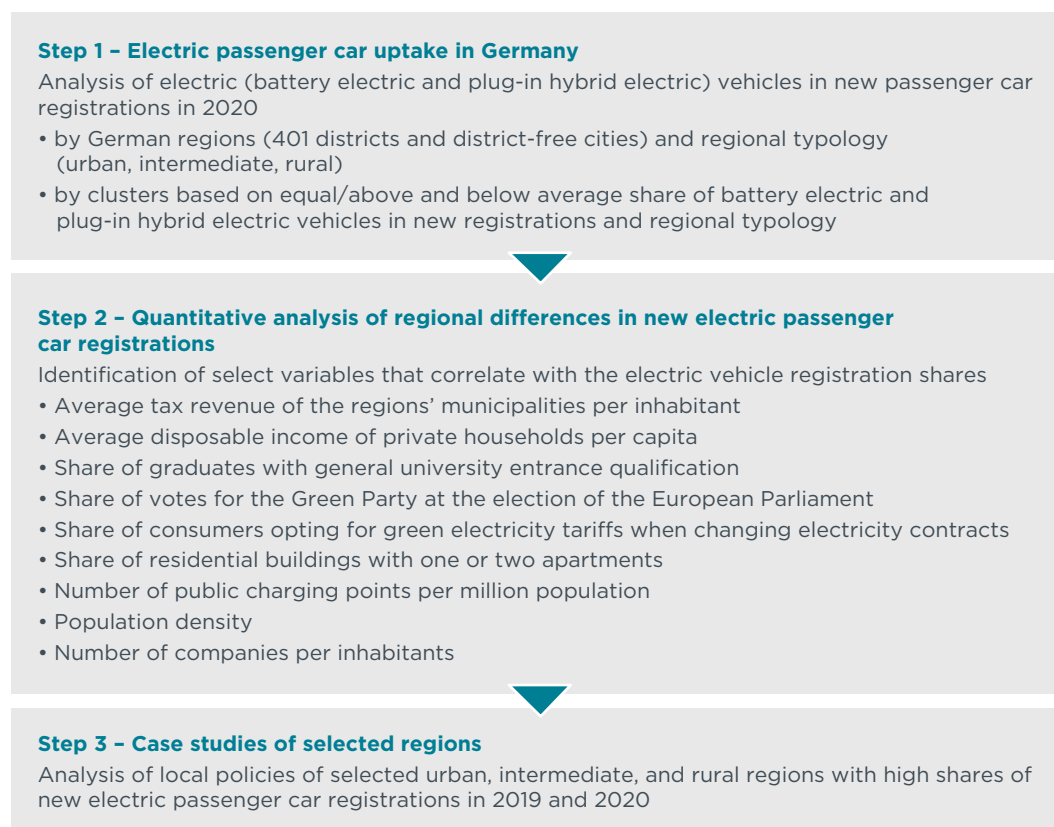 Step 1 – Electric passenger car uptake in Germany
Analysis of electric (battery electric and plug-in hybrid electric) vehicles in new passenger car
registrations in 2020
• by German regions (401 districts and district-free cities) and regional typology
(urban, intermediate, rural)
• by clusters based on equal/above and below average share of battery electric and
plug-in hybrid electric vehicles in new registrations and regional typology
Step 2 – Quantitative analysis of regional differences in new electric passenger
car registrations
Identification of select variables that correlate with the electric vehicle registration shares
• Average tax revenue of the regions' municipalities per inhabitant
• Average disposable income of private households per capita
• Share of graduates with general university entrance qualification
• Share of votes for the Green Party at the election of the European Parliament
• Share of consumers opting for green electricity tariffs when changing electricity contracts
• Share of residential buildings with one or two apartments
• Number of public charging points per million population
• Population density
• Number of companies per inhabitants
Step 3 – Case studies of selected regions
Analysis of local policies of selected urban, intermediate, and rural regions with high shares of
new electric passenger car registrations in 2019 and 2020